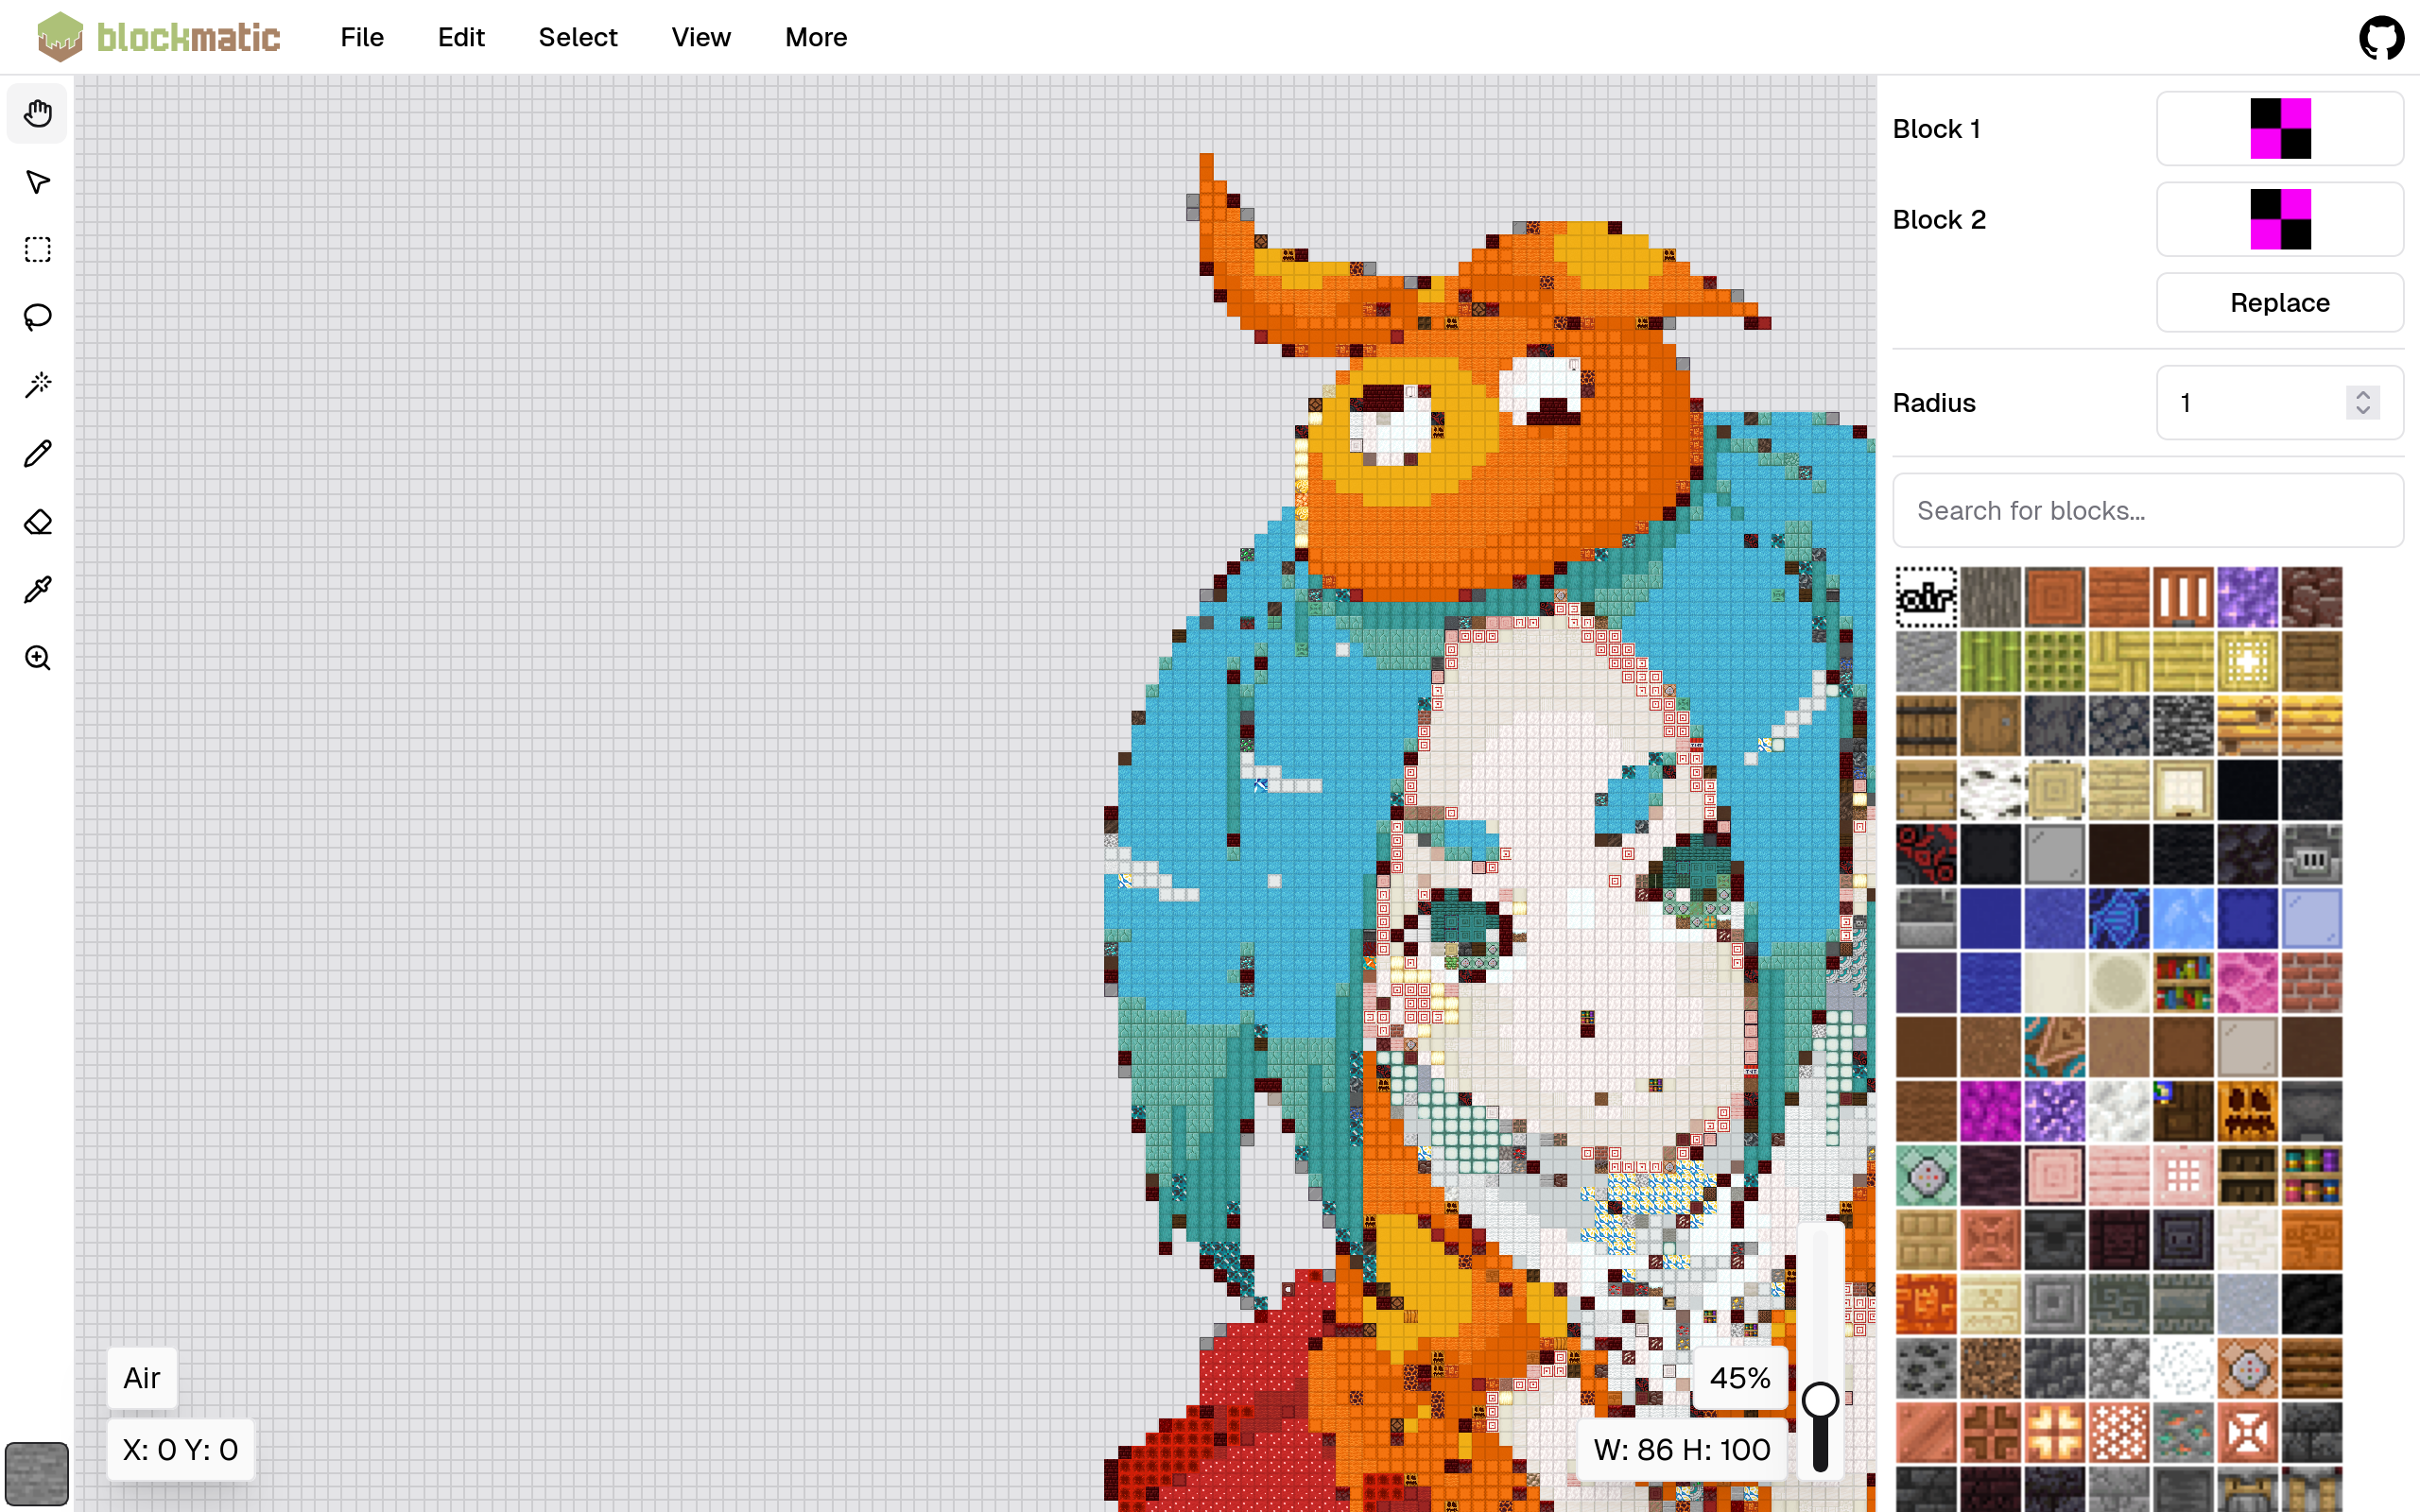 blockmatic
File
Edit
Select
View
More
Block 1
Block 2
Replace
Radius
1
Search for blocks...
air
Air
X: 0 Y: 0
45%
W: 86 H: 100